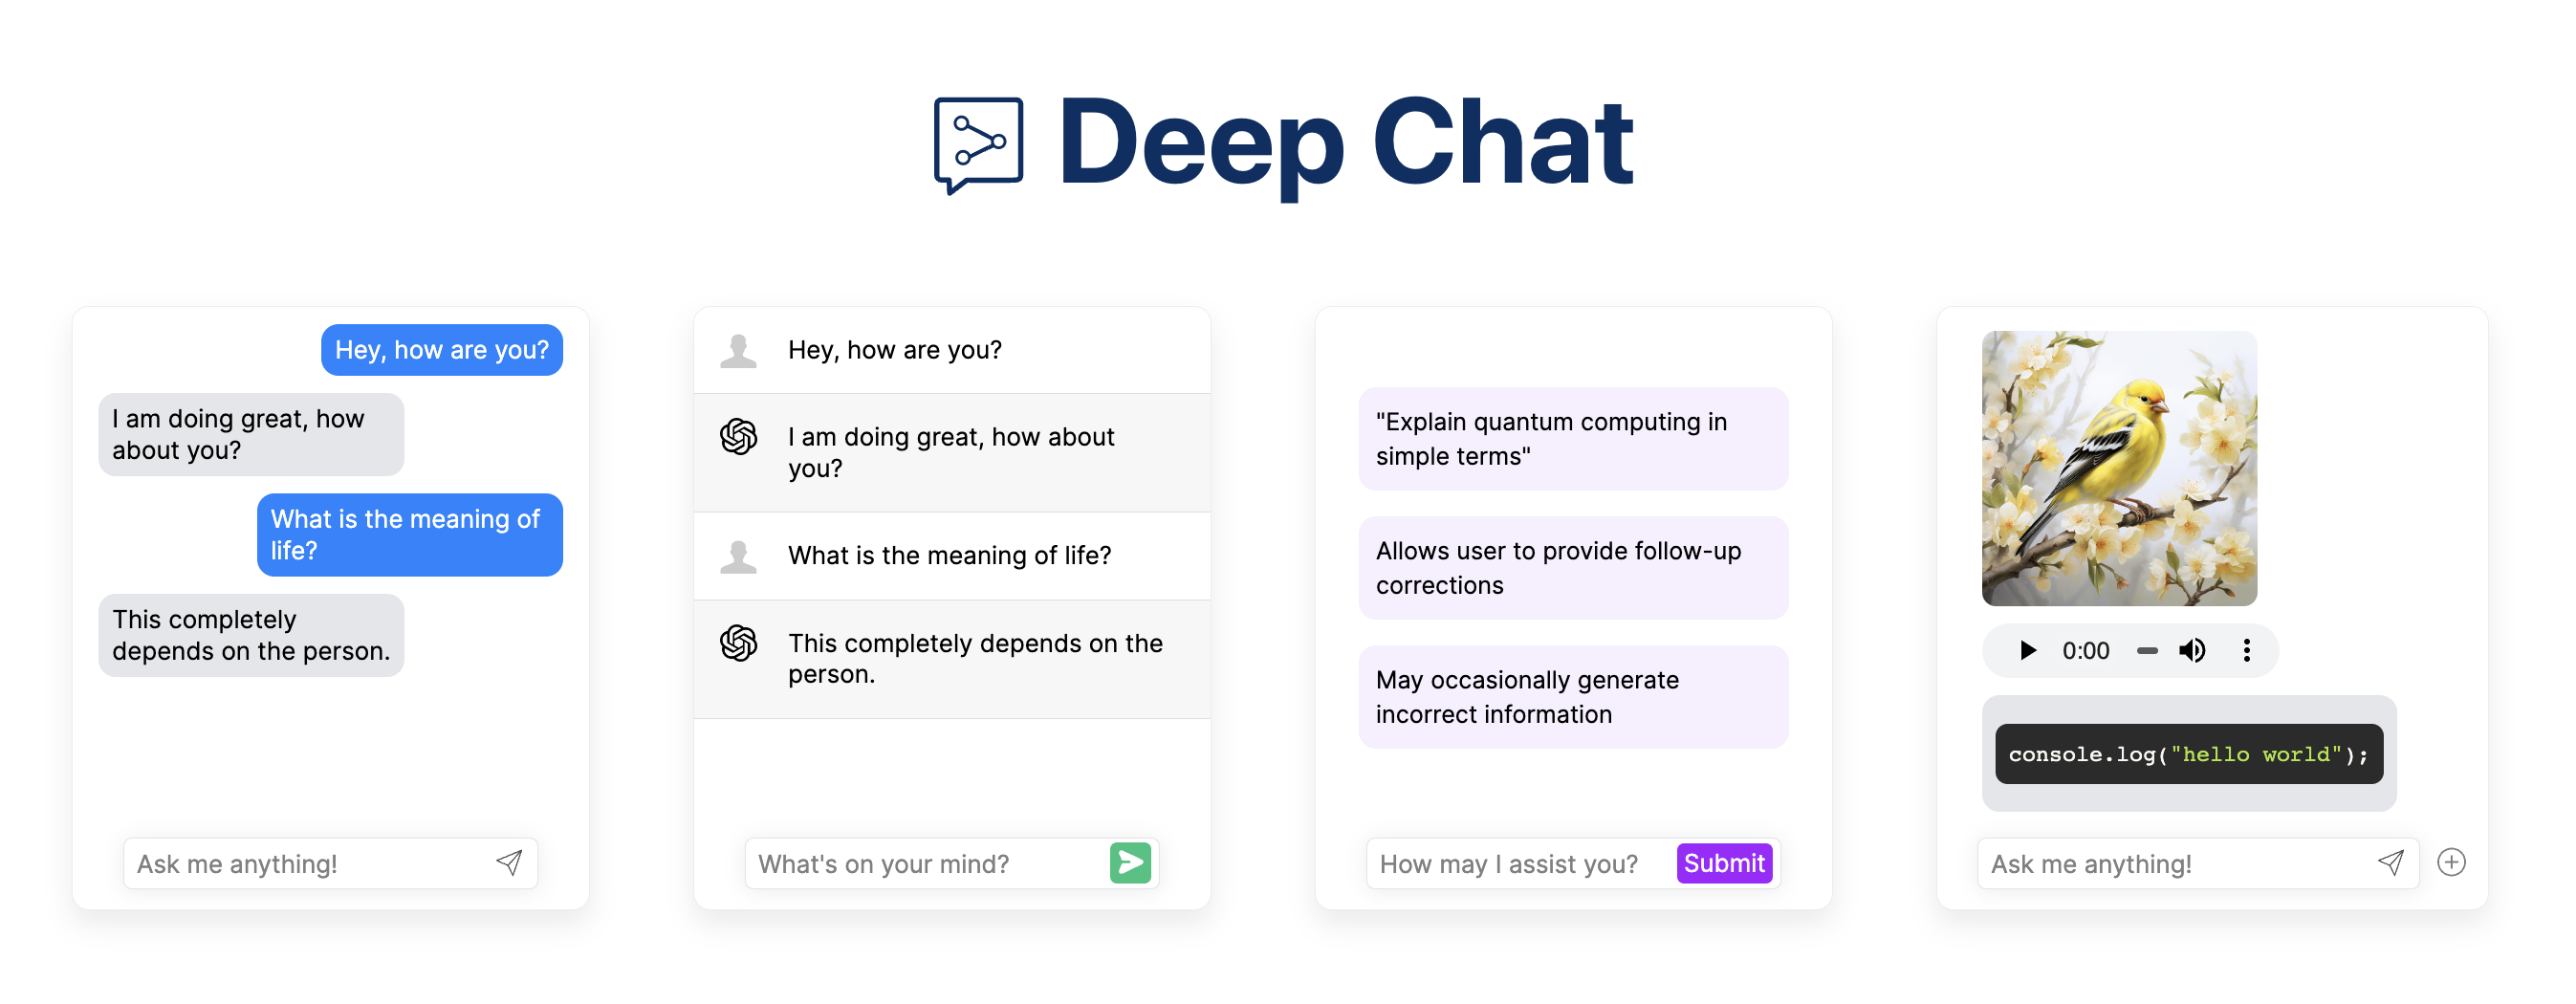 Deep Chat
Hey, how are you?
I am doing great, how
about you?
What is the meaning of
life?
This completely
depends on the person.
Ask me anything!
Hey, how are you?
I am doing great, how about
you?
What is the meaning of life?
This completely depends on the
person.
What's on your mind?
"Explain quantum computing in
simple terms"
Allows user to provide follow-up
corrections
May occasionally generate
incorrect information
How may I assist you?
Submit
0:00
console.log("hello world");
Ask me anything!